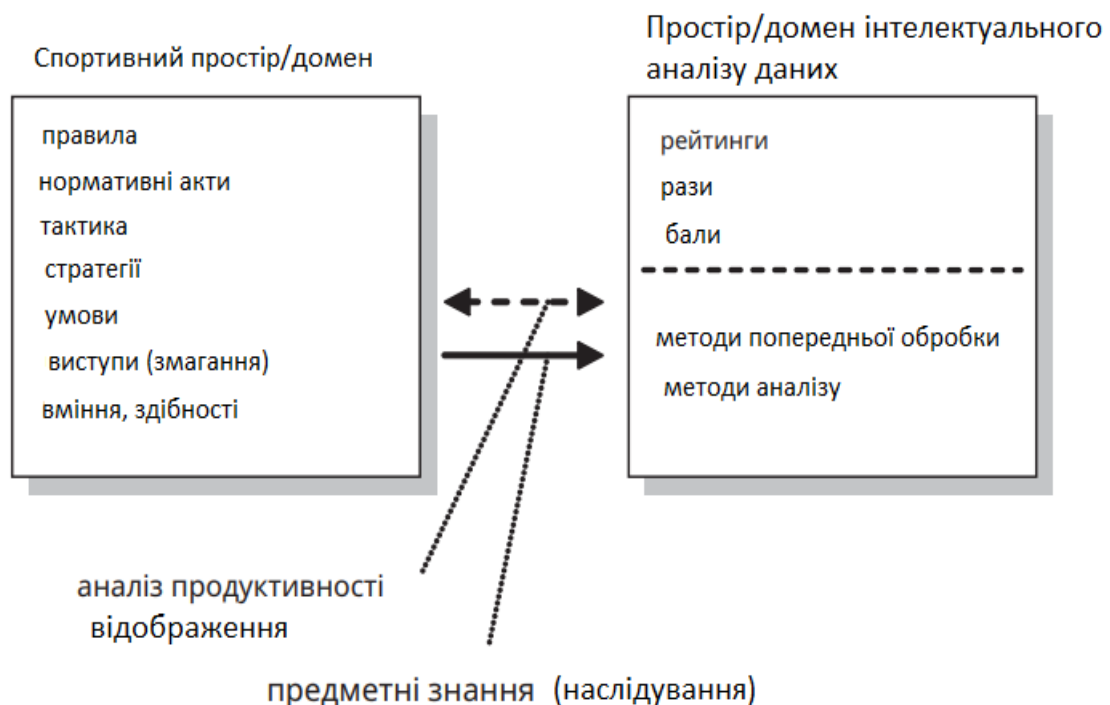 Спортивний простір/домен
правила
нормативні акти
тактика
стратегії
умови
виступи (змагання)
вміння, здібності
Простір/домен інтелектуального
аналізу даних
рейтинги
рази
бали
методи попередньої обробки
методи аналізу
аналіз продуктивності
відображення
предметні знання (наслідування)